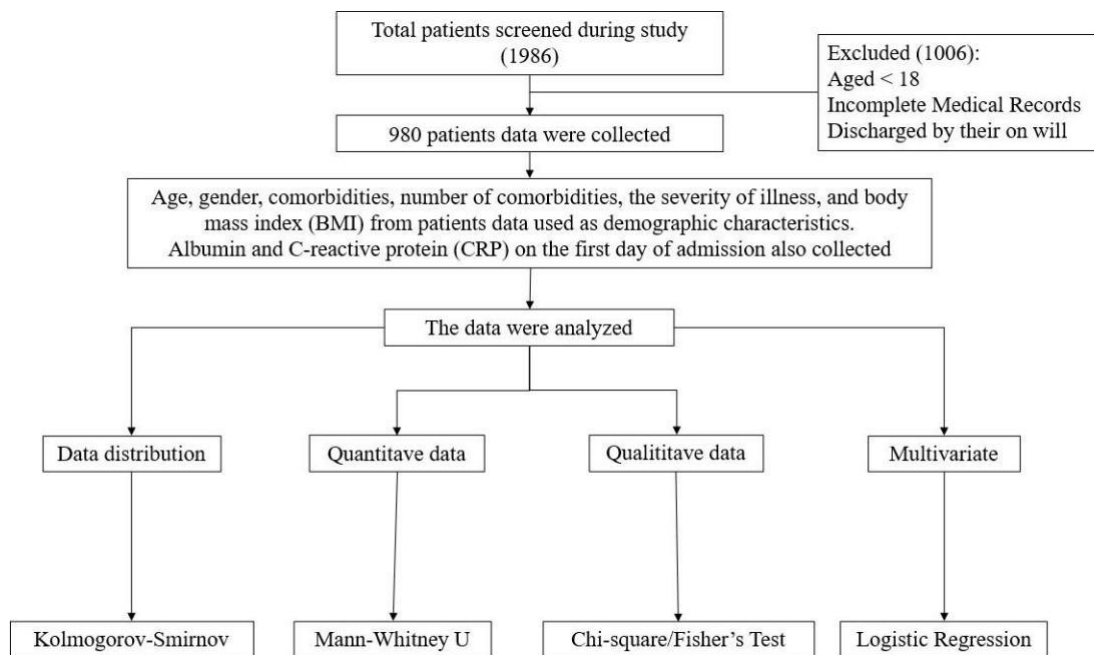 Total patients screened during study
(1986)
Excluded (1006):
Aged < 18
Incomplete Medical Records
Discharged by their on will
980 patients data were collected
Age, gender, comorbidities, number of comorbidities, the severity of illness, and body
mass index (BMI) from patients data used as demographic characteristics.
Albumin and C-reactive protein (CRP) on the first day of admission also collected
The data were analyzed
Data distribution
Quantitave data
Qualititave data
Multivariate
Kolmogorov-Smirnov
Mann-Whitney U
Chi-square/Fisher's Test
Logistic Regression